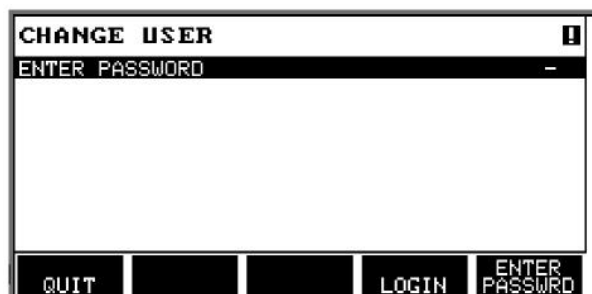 CHANGE USER
ENTER PASSWORD –
QUIT
LOGIN
ENTER
PASSWRD